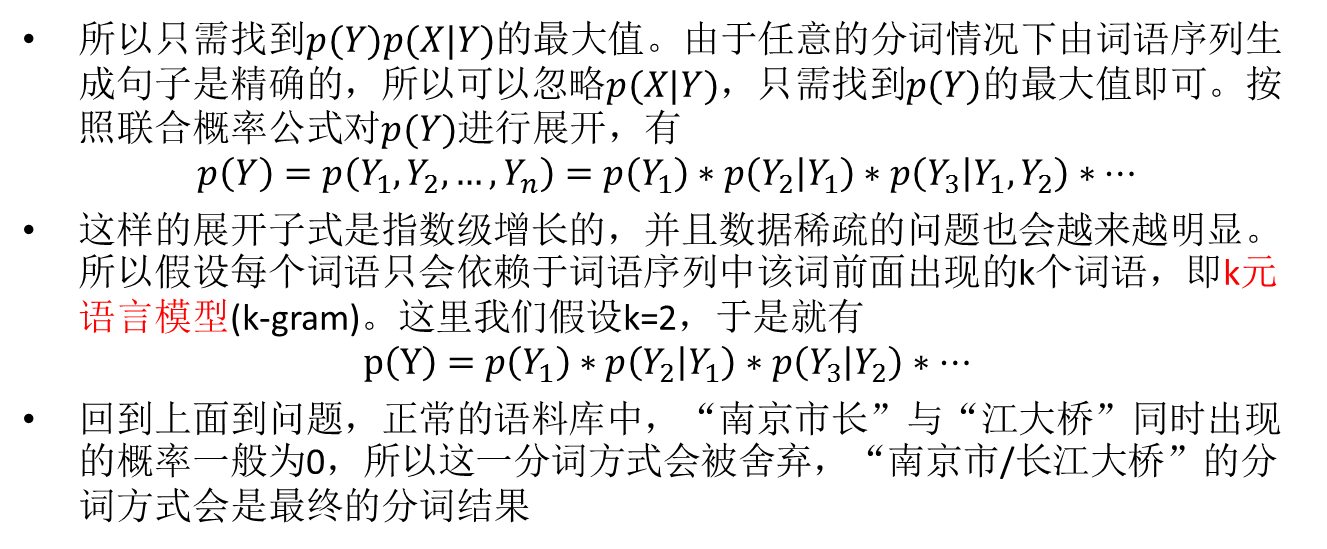 • 所以只需找到p(Y)p(X|Y)的最大值。由于任意的分词情况下由词语序列生
成句子是精确的，所以可以忽略p(X|Y)，只需找到p(Y)的最大值即可。按
照联合概率公式对p(Y)进行展开，有
p(Y) = p(Y₁, Y₂, … , Yₙ) = p(Y₁) ∗ p(Y₂|Y₁) ∗ p(Y₃|Y₁, Y₂) ∗ ⋯
• 这样的展开子式是指数级增长的，并且数据稀疏的问题也会越来越明显。
所以假设每个词语只会依赖于词语序列中该词前面出现的k个词语，即k元
语言模型(k-gram)。这里我们假设k=2，于是就有
p(Y) = p(Y₁) ∗ p(Y₂|Y₁) ∗ p(Y₃|Y₂) ∗ ⋯
• 回到上面到问题，正常的语料库中，“南京市长”与“江大桥”同时出现
的概率一般为0，所以这一分词方式会被舍弃，“南京市/长江大桥”的分
词方式会是最终的分词结果